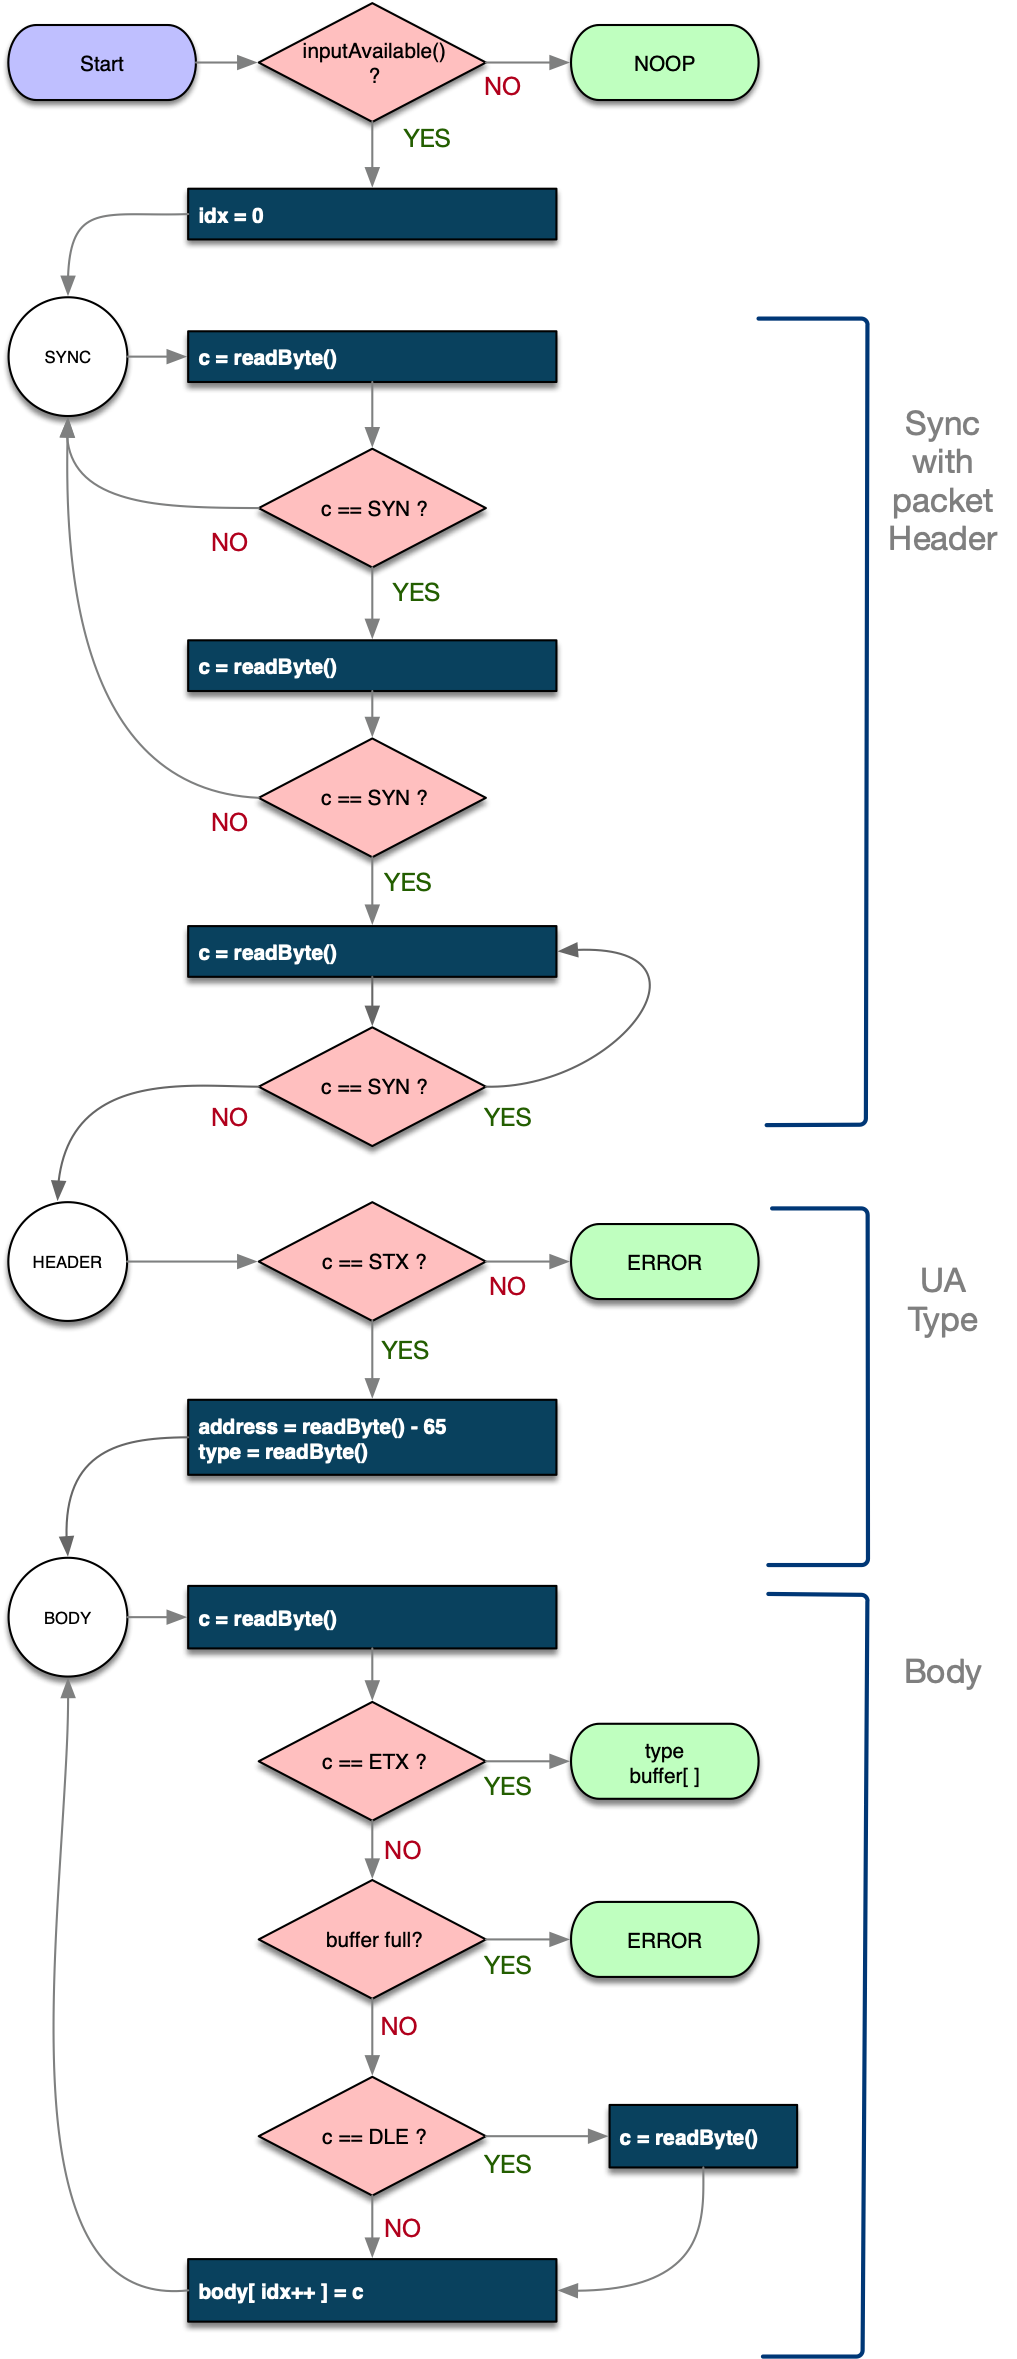 Start
inputAvailable()
?
NO
NOOP
YES
idx = 0
SYNC
c = readByte()
c == SYN ?
NO
YES
c = readByte()
c == SYN ?
NO
YES
c = readByte()
c == SYN ?
NO
YES
Sync
with
packet
Header
HEADER
c == STX ?
NO
ERROR
YES
address = readByte() - 65
type = readByte()
UA
Type
BODY
c = readByte()
c == ETX ?
YES
type
buffer[ ]
NO
buffer full?
YES
ERROR
NO
c == DLE ?
YES
c = readByte()
NO
body[ idx++ ] = c
Body